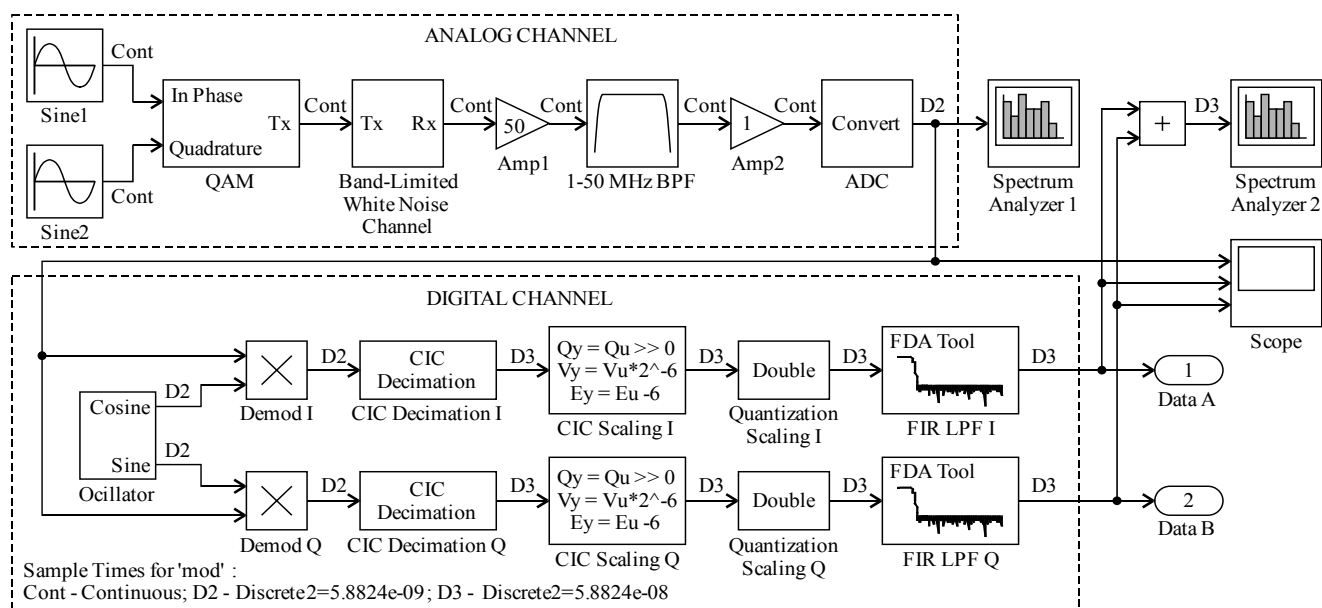 ANALOG CHANNEL
Cont
Sine1
Cont
Sine2
In Phase
Tx
Quadrature
QAM
Cont
Tx Rx
Band-Limited
White Noise
Channel
Cont
50
Amp1
Cont
1-50 MHz BPF
Cont
1
Amp2
Cont
Convert
ADC
D2
Spectrum
Analyzer 1
+
D3
Spectrum
Analyzer 2
Scope
DIGITAL CHANNEL
Cosine
Sine
Ocillator
D2
D2
Demod I
D2
CIC
Decimation
CIC Decimation I
D3
Qy = Qu >> 0
Vy = Vu*2^-6
Ey = Eu -6
CIC Scaling I
D3
Double
Quantization
Scaling I
D3
FDA Tool
FIR LPF I
D3
1
Data A
Demod Q
D2
CIC
Decimation
CIC Decimation Q
D3
Qy = Qu >> 0
Vy = Vu*2^-6
Ey = Eu -6
CIC Scaling Q
D3
Double
Quantization
Scaling Q
D3
FDA Tool
FIR LPF Q
D3
2
Data B
Sample Times for 'mod' :
Cont - Continuous; D2 - Discrete2=5.8824e-09 ; D3 - Discrete2=5.8824e-08